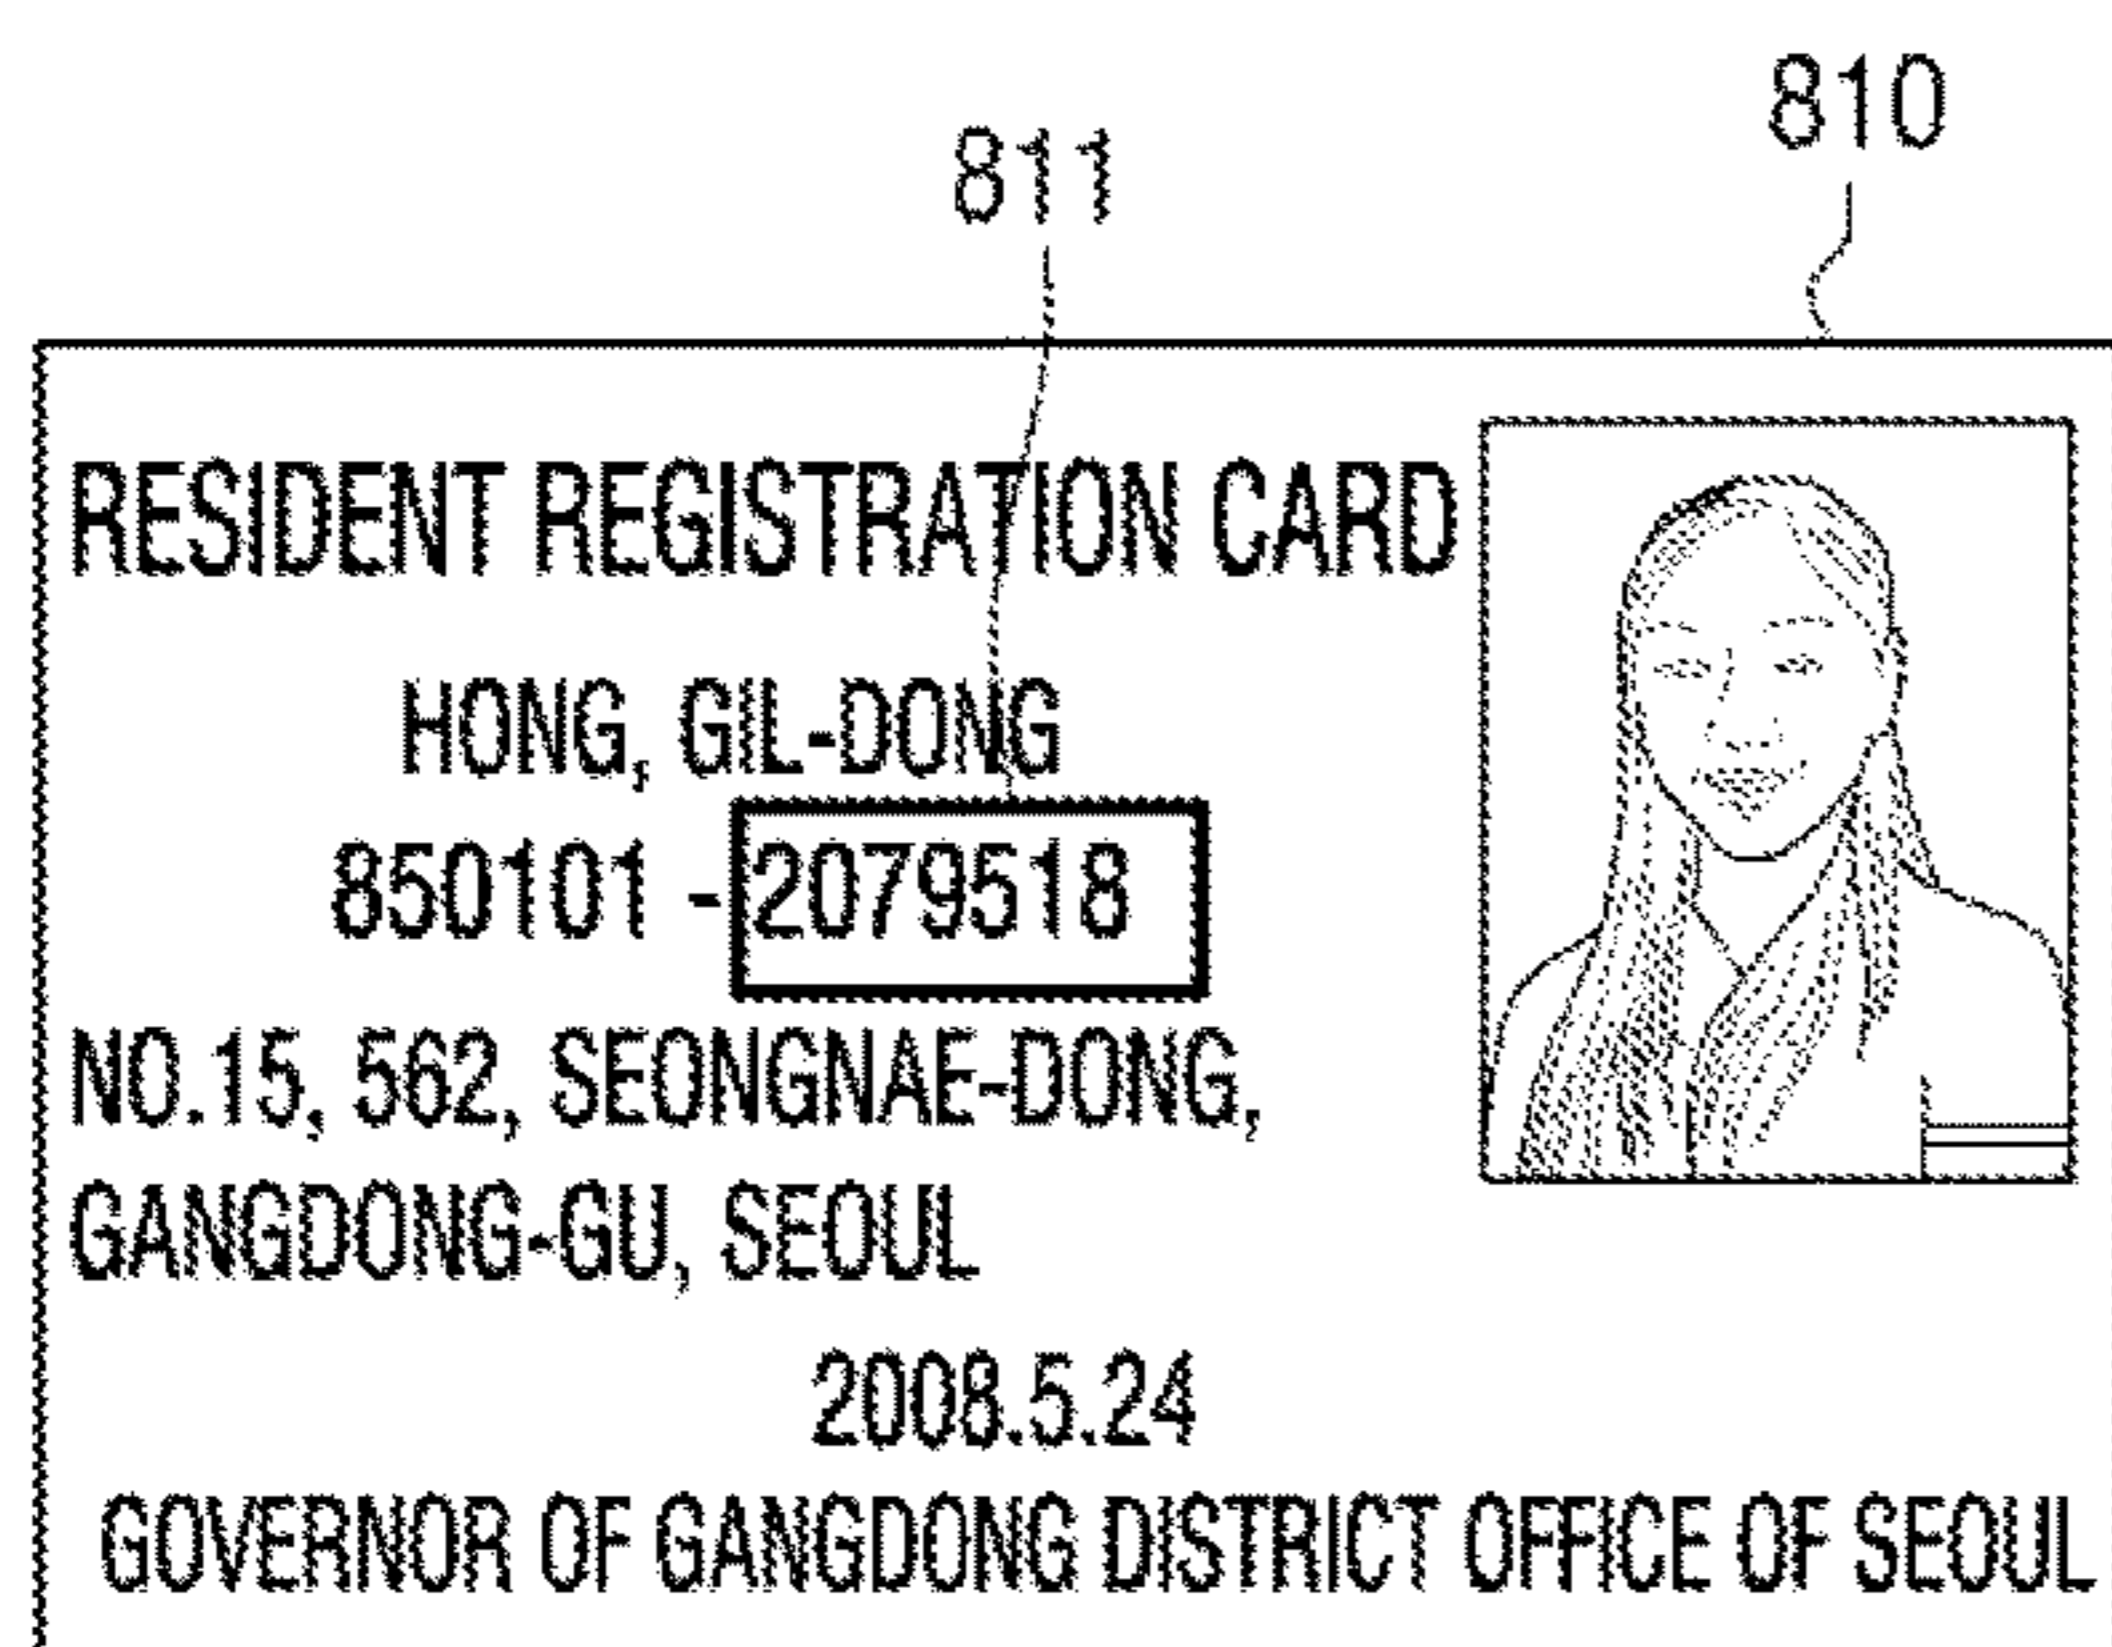 810
811
RESIDENT REGISTRATION CARD
HONG, GIL-DONG
850101 - 2079518
NO.15, 562, SEONGNAE-DONG,
GANGDONG-GU, SEOUL
2008.5.24
GOVERNOR OF GANGDONG DISTRICT OFFICE OF SEOUL